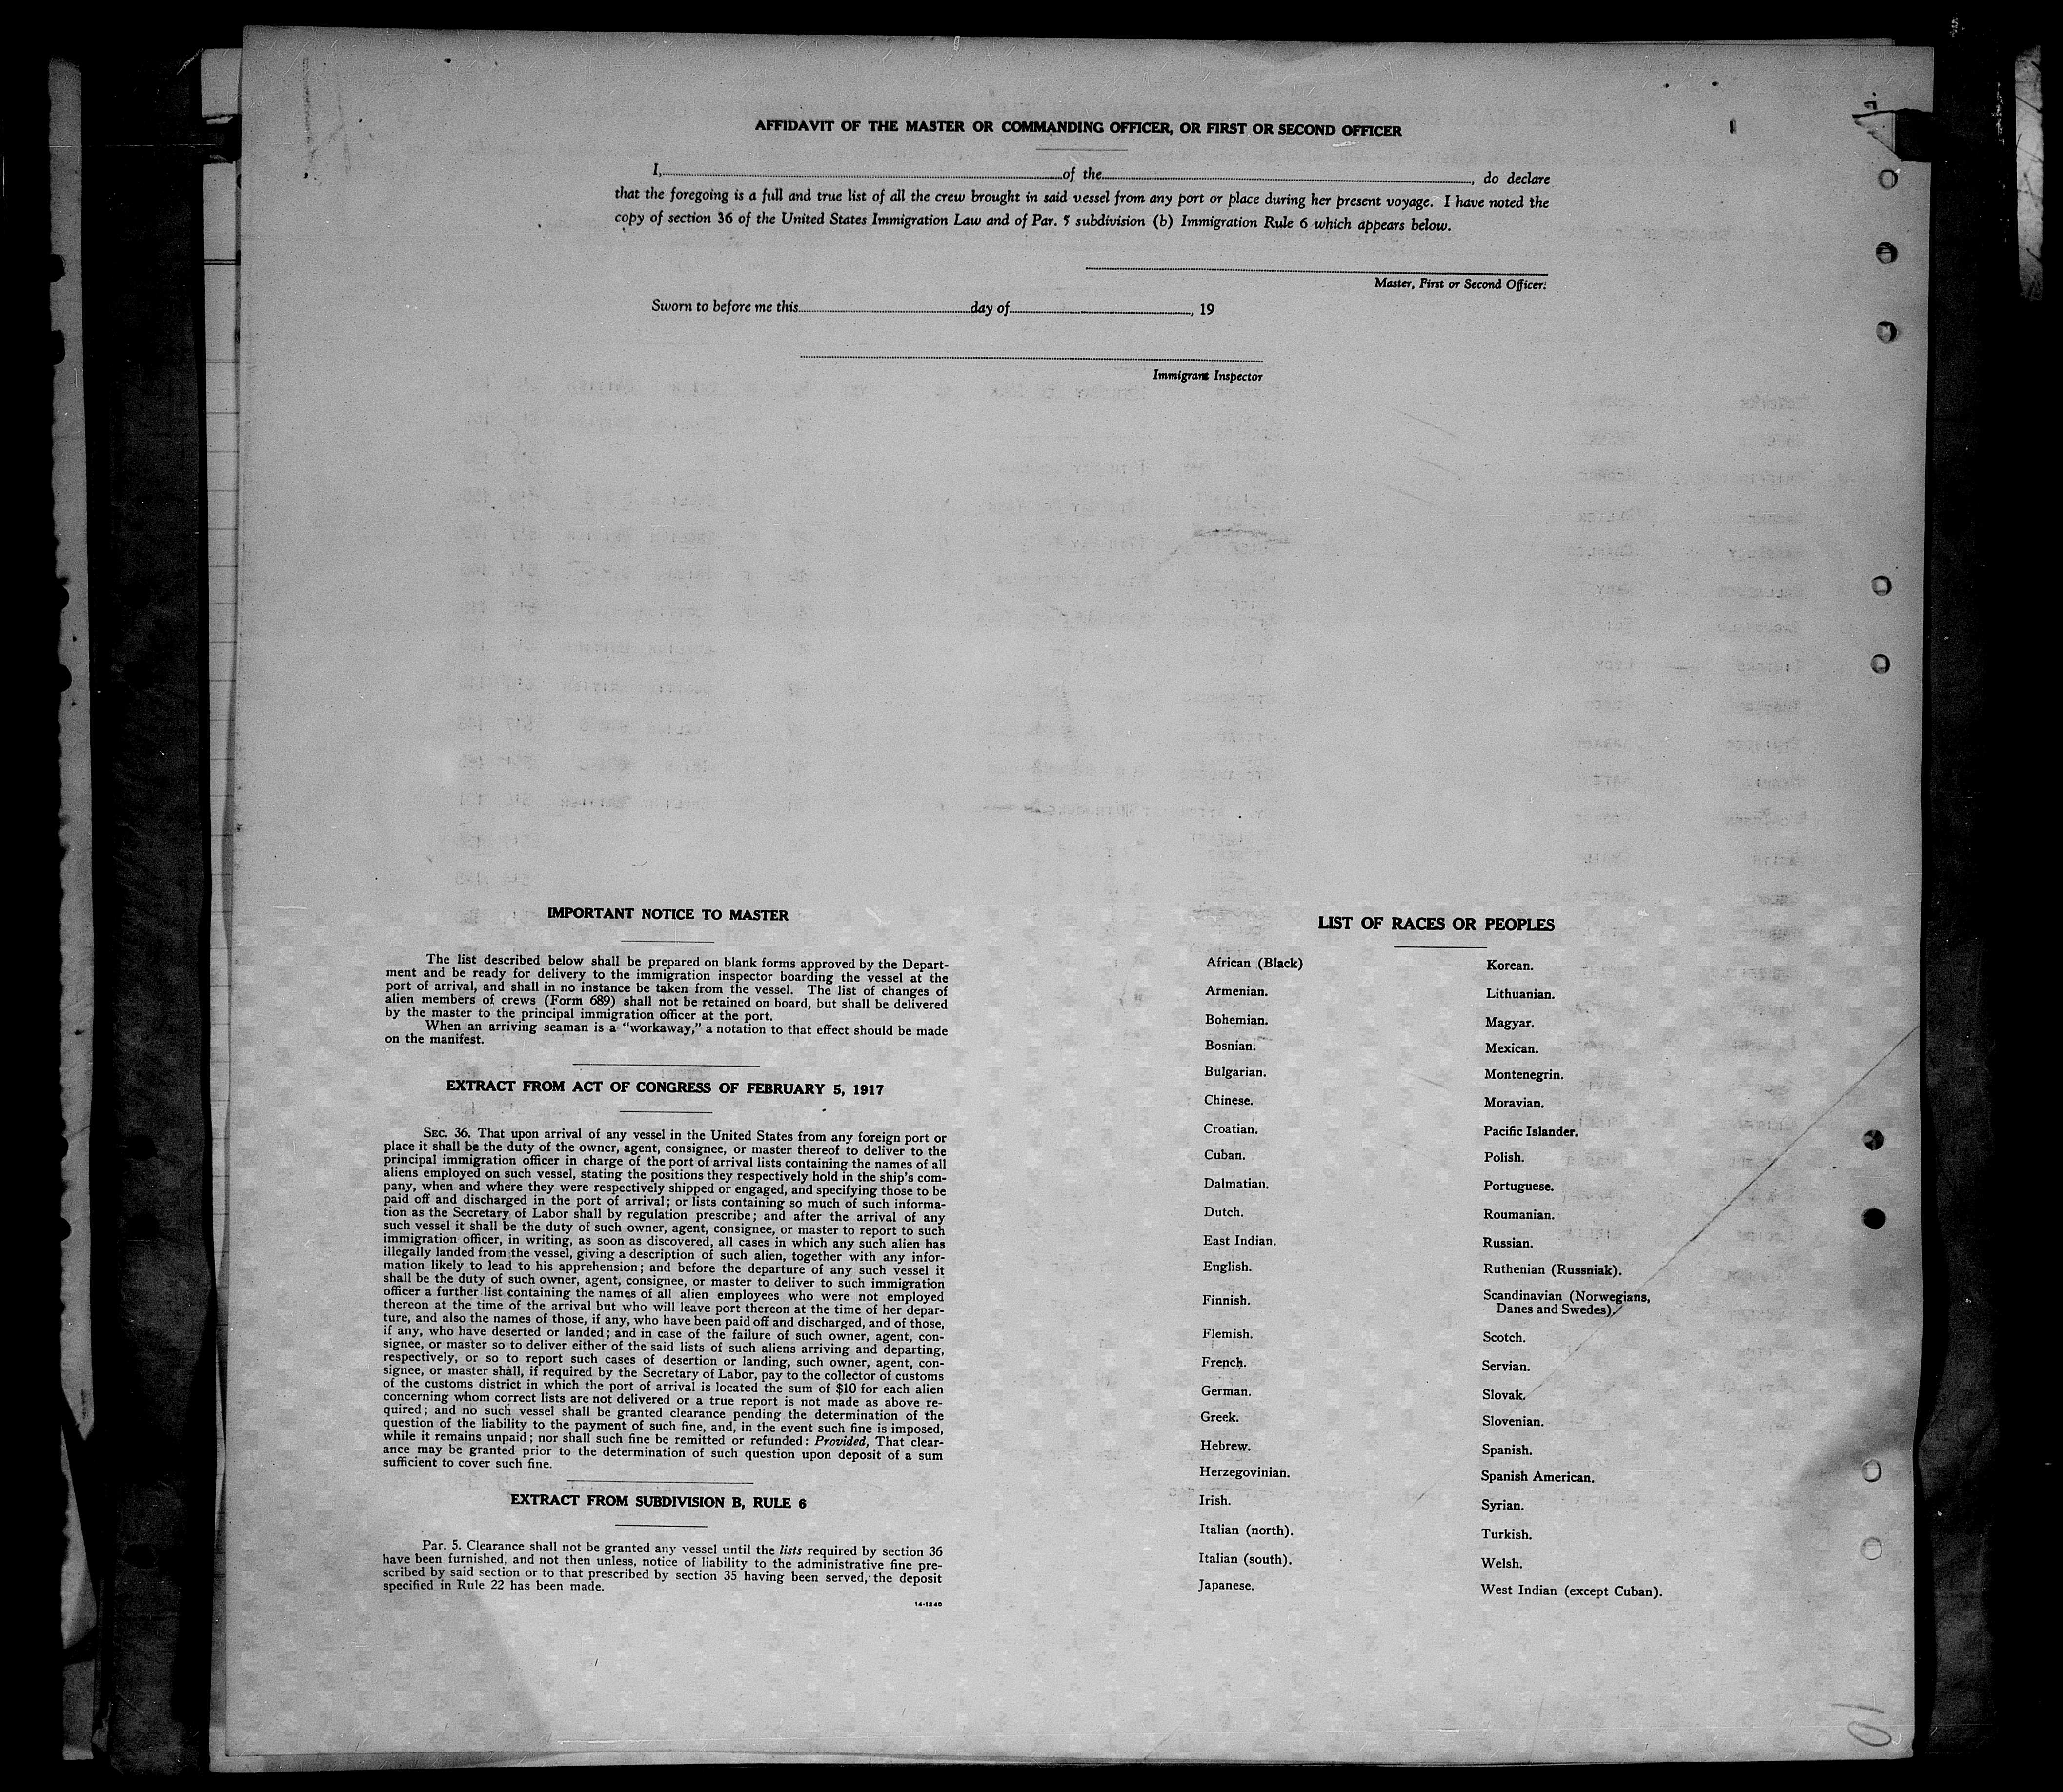 AFFIDAVIT OF THE MASTER OR COMMANDING OFFICER, OR FIRST OR SECOND OFFICER
I, of the , do declare
that the foregoing is a full and true list of all the crew brought in said vessel from any port or place during her present voyage. I have noted the
copy of section 36 of the United States Immigration Law and of Par. 5 subdivision (b) Immigration Rule 6 which appears below.
Master, First or Second Officer.
Sworn to before me this day of , 19
Immigrant Inspector
IMPORTANT NOTICE TO MASTER
The list described below shall be prepared on blank forms approved by the Depart-
ment and be ready for delivery to the immigration inspector boarding the vessel at the
port of arrival, and shall in no instance be taken from the vessel. The list of changes of
alien members of crews (Form 689) shall not be retained on board, but shall be delivered
by the master to the principal immigration officer at the port.
When an arriving seaman is a "workaway," a notation to that effect should be made
on the manifest.
EXTRACT FROM ACT OF CONGRESS OF FEBRUARY 5, 1917
SEC. 36. That upon arrival of any vessel in the United States from any foreign port or
place it shall be the duty of the owner, agent, consignee, or master thereof to deliver to the
principal immigration officer in charge of the port of arrival lists containing the names of all
aliens employed on such vessel, stating the positions they respectively hold in the ship's com-
pany, when and where they were respectively shipped or engaged, and specifying those to be
paid off and discharged in the port of arrival; or lists containing so much of such informa-
tion as the Secretary of Labor shall by regulation prescribe; and after the arrival of any
such vessel it shall be the duty of such owner, agent, consignee, or master to report to such
immigration officer, in writing, as soon as discovered, all cases in which any such alien has
illegally landed from the vessel, giving a description of such alien, together with any infor-
mation likely to lead to his apprehension; and before the departure of any such vessel it
shall be the duty of such owner, agent, consignee, or master to deliver to such immigration
officer a further list containing the names of all alien employees who were not employed
thereon at the time of the arrival but who will leave port thereon at the time of her depar-
ture, and also the names of those, if any, who have been paid off and discharged, and of those,
if any, who have deserted or landed; and in case of the failure of such owner, agent, con-
signee, or master so to deliver either of the said lists of such aliens arriving and departing,
respectively, or so to report such cases of desertion or landing, such owner, agent, con-
signee, or master shall, if required by the Secretary of Labor, pay to the collector of customs
of the customs district in which the port of arrival is located the sum of $10 for each alien
concerning whom correct lists are not delivered or a true report is not made as above re-
quired; and no such vessel shall be granted clearance pending the determination of the
question of the liability to the payment of such fine, and, in the event such fine is imposed,
while it remains unpaid; nor shall such fine be remitted or refunded: Provided, That clear-
ance may be granted prior to the determination of such question upon deposit of a sum
sufficient to cover such fine.
EXTRACT FROM SUBDIVISION B, RULE 6
Par. 5. Clearance shall not be granted any vessel until the lists required by section 36
have been furnished, and not then unless, notice of liability to the administrative fine pre-
scribed by said section or to that prescribed by section 35 having been served, the deposit
specified in Rule 22 has been made.
14-1240
LIST OF RACES OR PEOPLES
African (Black)
Armenian.
Bohemian.
Bosnian.
Bulgarian.
Chinese.
Croatian.
Cuban.
Dalmatian.
Dutch.
East Indian.
English.
Finnish.
Flemish.
French.
German.
Greek.
Hebrew.
Herzegovinian.
Irish.
Italian (north).
Italian (south).
Japanese.
Korean.
Lithuanian.
Magyar.
Mexican.
Montenegrin.
Moravian.
Pacific Islander.
Polish.
Portuguese.
Roumanian.
Russian.
Ruthenian (Russniak).
Scandinavian (Norwegians,
Danes and Swedes).
Scotch.
Servian.
Slovak.
Slovenian.
Spanish.
Spanish American.
Syrian.
Turkish.
Welsh.
West Indian (except Cuban).
10